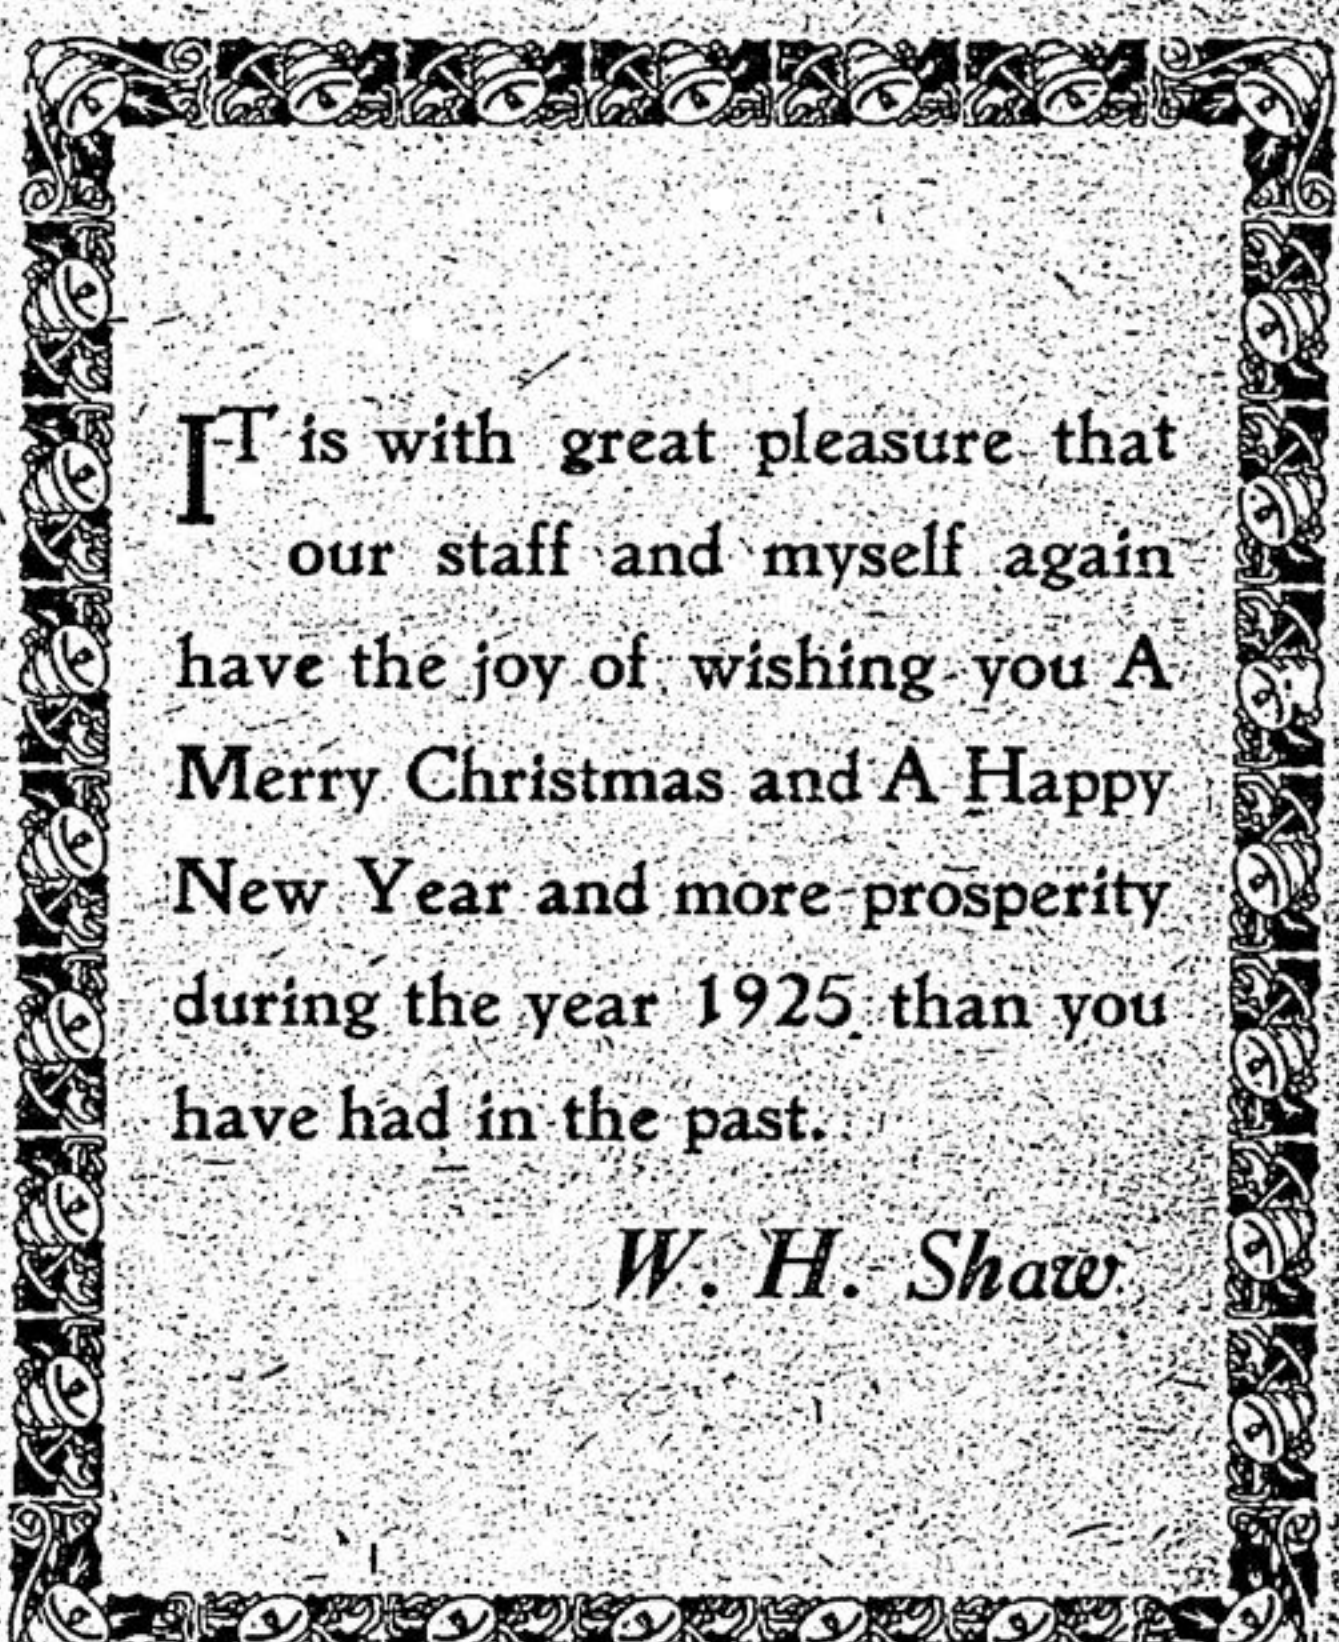 IT is with great pleasure that
our staff and myself again
have the joy of wishing you A
Merry Christmas and A Happy
New Year and more prosperity
during the year 1925 than you
have had in the past.
W. H. Shaw